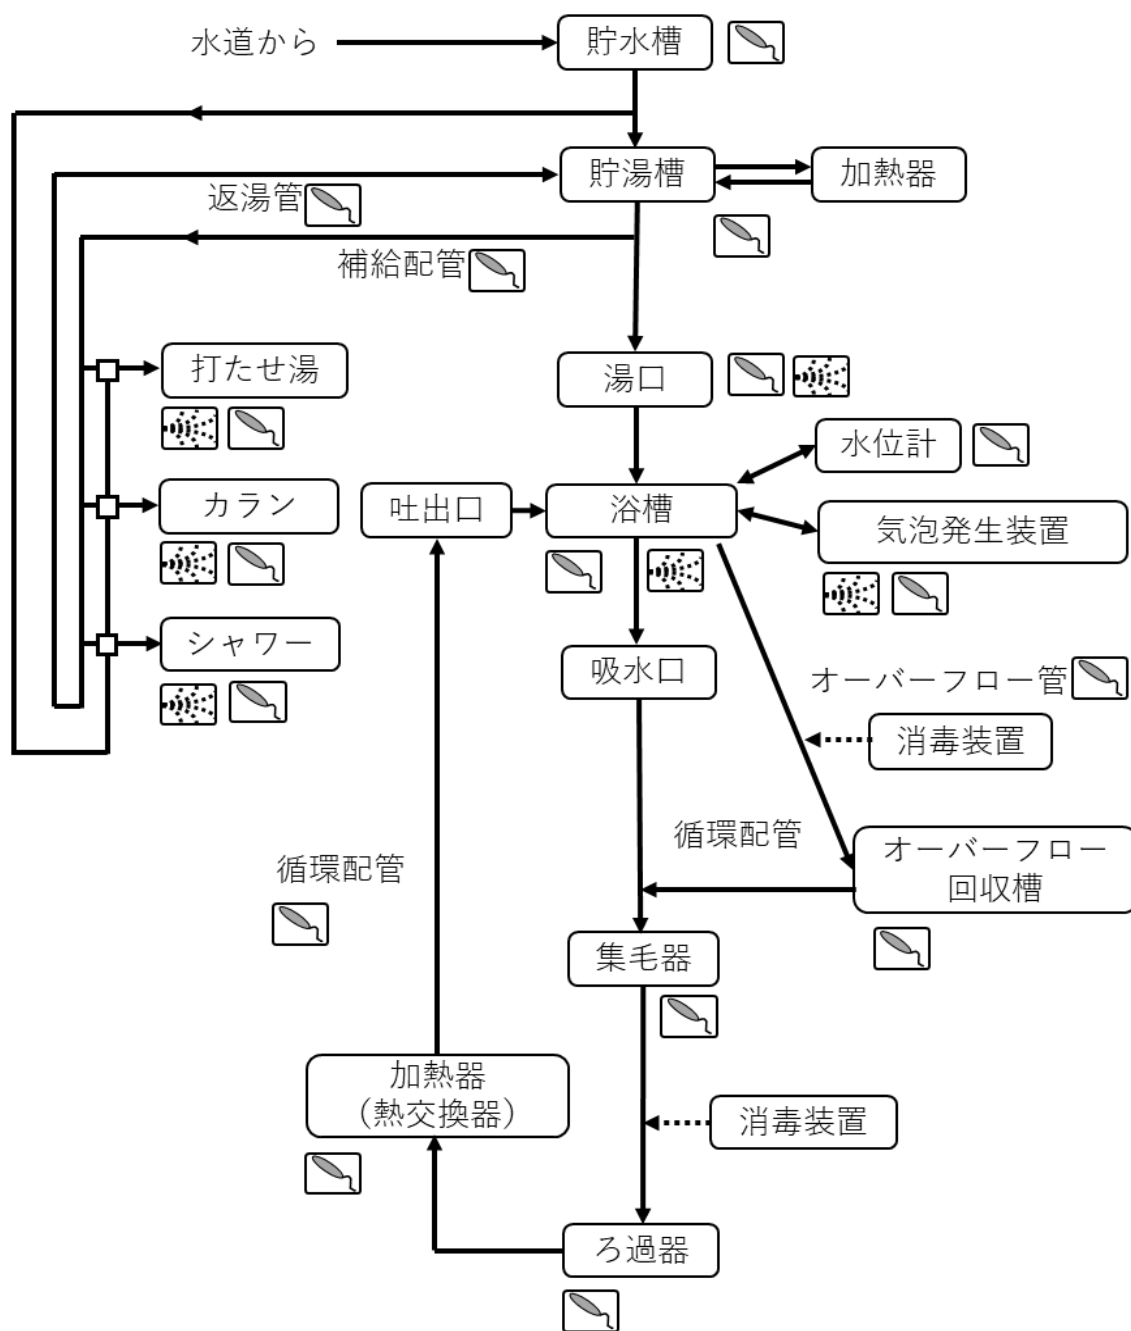 水道から
貯水槽
貯湯槽
加熱器
返湯管
補給配管
打たせ湯
湯口
水位計
カラン
吐出口
浴槽
気泡発生装置
シャワー
吸水口
オーバーフロー管
消毒装置
循環配管
オーバーフロー
回収槽
循環配管
集毛器
加熱器
（熱交換器）
消毒装置
ろ過器